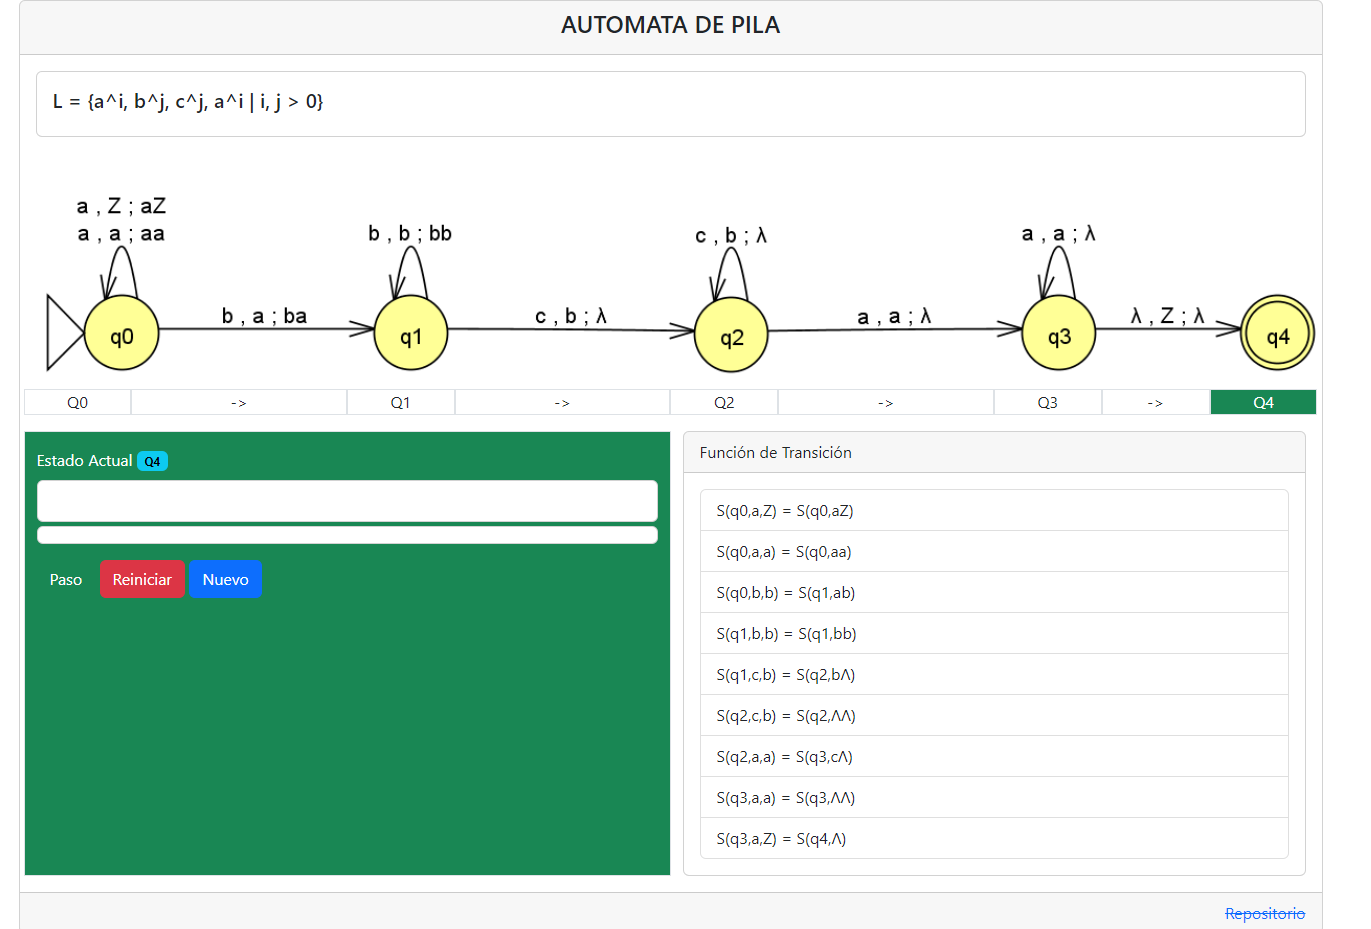 AUTOMATA DE PILA
L = {a^i, b^j, c^j, a^i | i, j > 0}
a , Z ; aZ
a , a ; aa
b , b ; bb
c , b ; λ
a , a ; λ
b , a ; ba
c , b ; λ
a , a ; λ
λ , Z ; λ
q0
q1
q2
q3
q4
Q0 -> Q1 -> Q2 -> Q3 -> Q4
Estado Actual Q4
Paso Reiniciar Nuevo
Función de Transición
S(q0,a,Z) = S(q0,aZ)
S(q0,a,a) = S(q0,aa)
S(q0,b,b) = S(q1,ab)
S(q1,b,b) = S(q1,bb)
S(q1,c,b) = S(q2,bΛ)
S(q2,c,b) = S(q2,ΛΛ)
S(q2,a,a) = S(q3,cΛ)
S(q3,a,a) = S(q3,ΛΛ)
S(q3,a,Z) = S(q4,Λ)
Repositorio